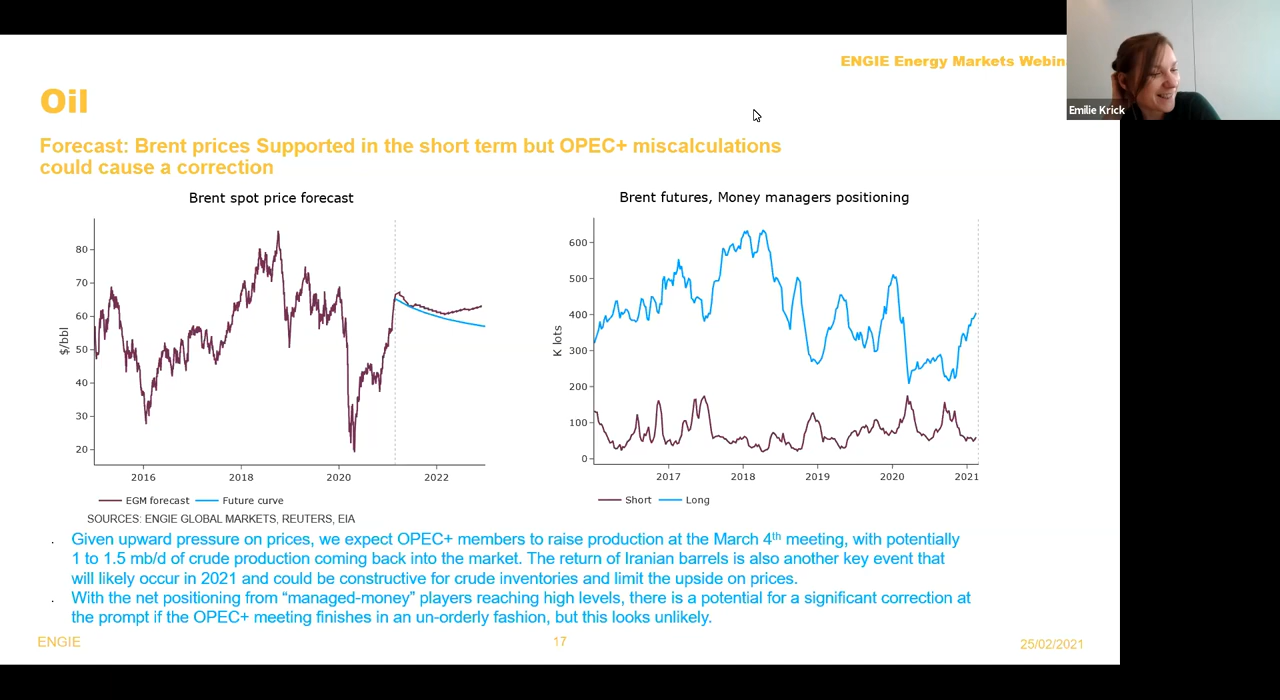 ENGIE Energy Markets Webin
Emilie Krick
Oil
Forecast: Brent prices Supported in the short term but OPEC+ miscalculations
could cause a correction
Brent spot price forecast
$/bbl
80
70
60
50
40
30
20
2016
2018
2020
2022
EGM forecast
Future curve
Brent futures, Money managers positioning
K lots
600
500
400
300
200
100
0
2017
2018
2019
2020
2021
Short
Long
SOURCES: ENGIE GLOBAL MARKETS, REUTERS, EIA
Given upward pressure on prices, we expect OPEC+ members to raise production at the March 4th meeting, with potentially
1 to 1.5 mb/d of crude production coming back into the market. The return of Iranian barrels is also another key event that
will likely occur in 2021 and could be constructive for crude inventories and limit the upside on prices.
With the net positioning from “managed-money” players reaching high levels, there is a potential for a significant correction at
the prompt if the OPEC+ meeting finishes in an un-orderly fashion, but this looks unlikely.
ENGIE
17
25/02/2021